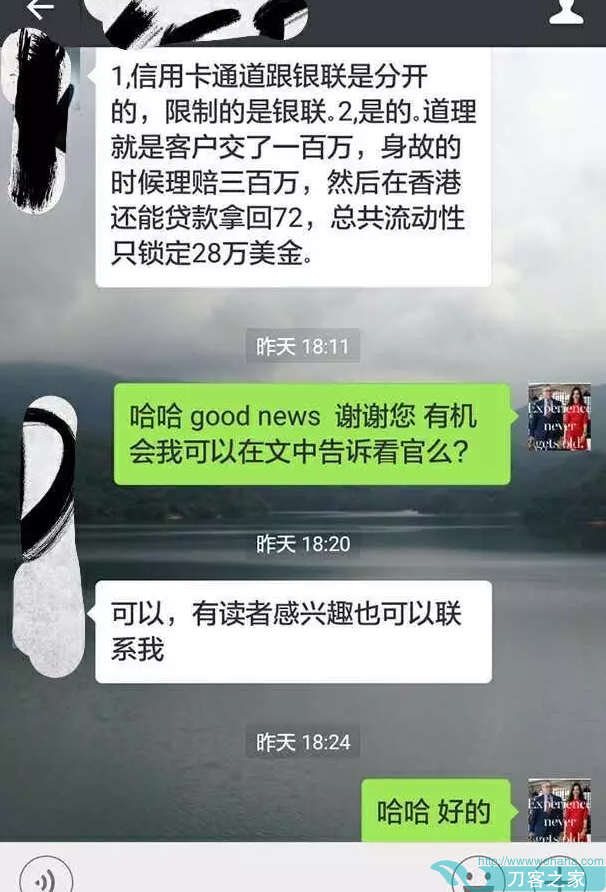 1,信用卡通道跟银联是分开
的，限制的是银联。2,是的。道理
就是客户交了一百万，身故的
时候理赔三百万，然后在香港
还能贷款拿回72，总共流动性
只锁定28万美金。
昨天 18:11
哈哈 good news 谢谢您 有机
会我可以在文中告诉看官么？
Experience
never
gets old.
昨天 18:20
可以，有读者感兴趣也可以联
系我
昨天 18:24
哈哈 好的
Experience
never
gets old.
刀客之家